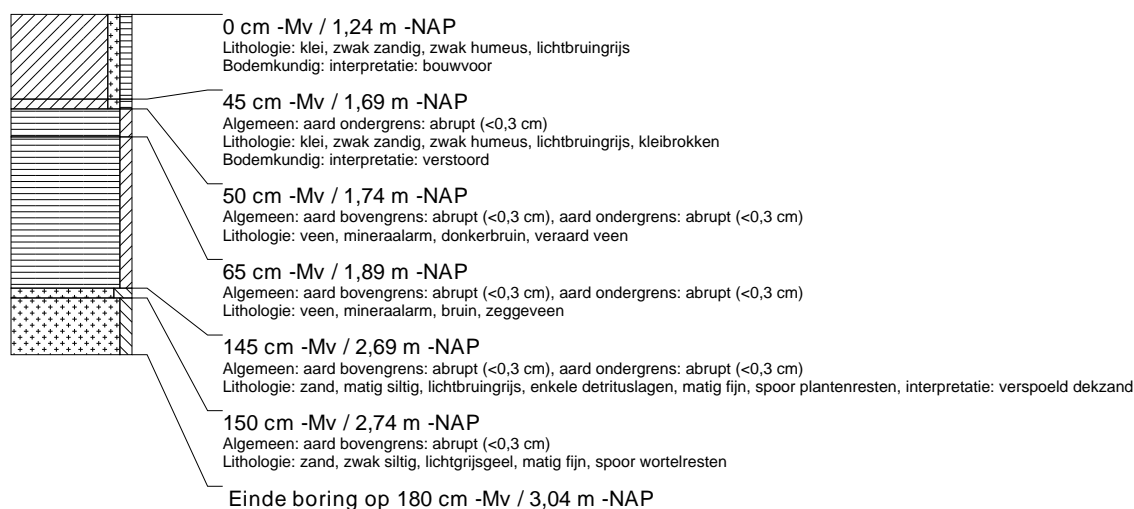 0 cm -Mv / 1,24 m -NAP
Lithologie: klei, zwak zandig, zwak humeus, lichtbruingrijs
Bodemkundig: interpretatie: bouwvoor
45 cm -Mv / 1,69 m -NAP
Algemeen: aard ondergrens: abrupt (<0,3 cm)
Lithologie: klei, zwak zandig, zwak humeus, lichtbruingrijs, kleibrokken
Bodemkundig: interpretatie: verstoord
50 cm -Mv / 1,74 m -NAP
Algemeen: aard bovengrens: abrupt (<0,3 cm), aard ondergrens: abrupt (<0,3 cm)
Lithologie: veen, mineraalarm, donkerbruin, veraard veen
65 cm -Mv / 1,89 m -NAP
Algemeen: aard bovengrens: abrupt (<0,3 cm), aard ondergrens: abrupt (<0,3 cm)
Lithologie: veen, mineraalarm, bruin, zeggeveen
145 cm -Mv / 2,69 m -NAP
Algemeen: aard bovengrens: abrupt (<0,3 cm), aard ondergrens: abrupt (<0,3 cm)
Lithologie: zand, matig siltig, lichtbruingrijs, enkele detrituslagen, matig fijn, spoor plantenresten, interpretatie: verspoeld dekzand
150 cm -Mv / 2,74 m -NAP
Algemeen: aard bovengrens: abrupt (<0,3 cm)
Lithologie: zand, zwak siltig, lichtgrijsgeel, matig fijn, spoor wortelresten
Einde boring op 180 cm -Mv / 3,04 m -NAP